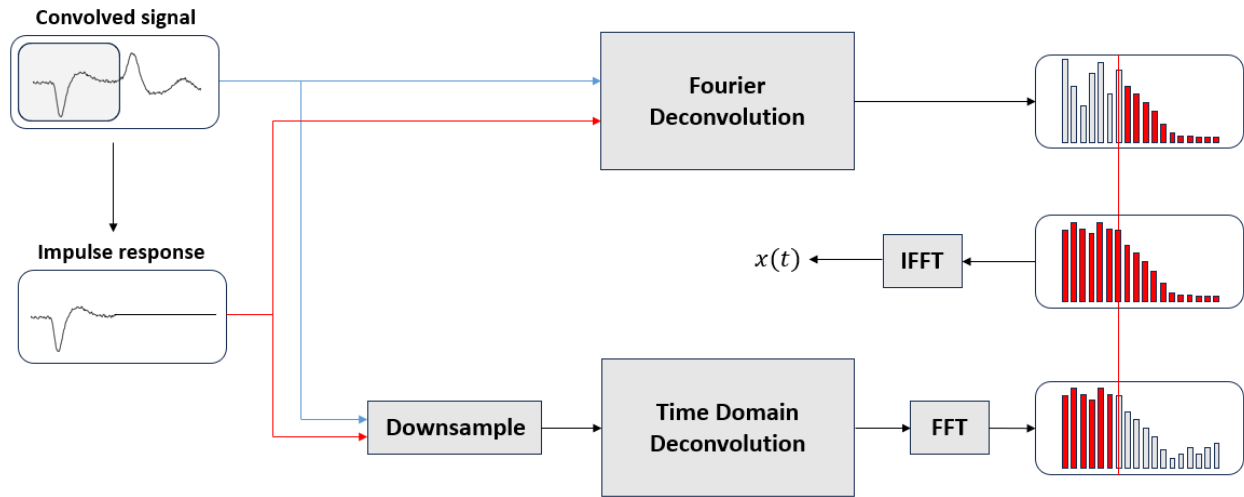 Convolved signal
Fourier
Deconvolution
Impulse response
x(t)
IFFT
Downsample
Time Domain
Deconvolution
FFT